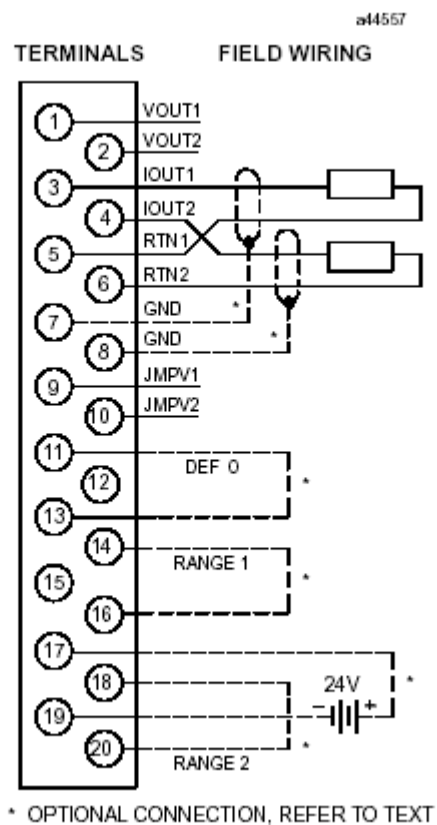 a44557
TERMINALS FIELD WIRING
1 VOUT1
2 VOUT2
3 IOUT1
4 IOUT2
5 RTN1
6 RTN2
7 GND
*
8 GND
*
9 JMPV1
10 JMPV2
11
DEF 0
12 *
13
14
RANGE 1
15 *
16
17
18 24V *
19 - +
20 *
RANGE 2
* OPTIONAL CONNECTION, REFER TO TEXT